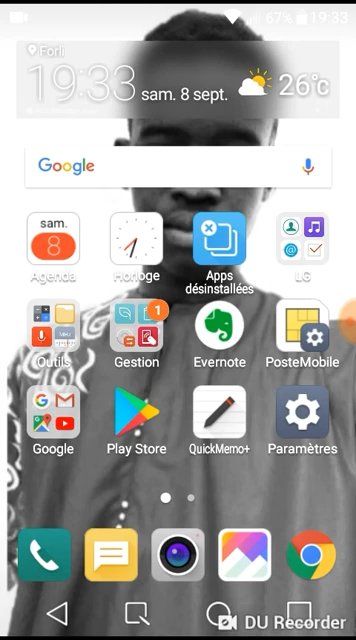 67% 19:33
Forlì
19:33 sam. 8 sept. 26°c
Google
sam.
8
Agenda Horloge Apps désinstallées LG
1
Outils Gestion Evernote PosteMobile
Google Play Store QuickMemo+ Paramètres
DU Recorder